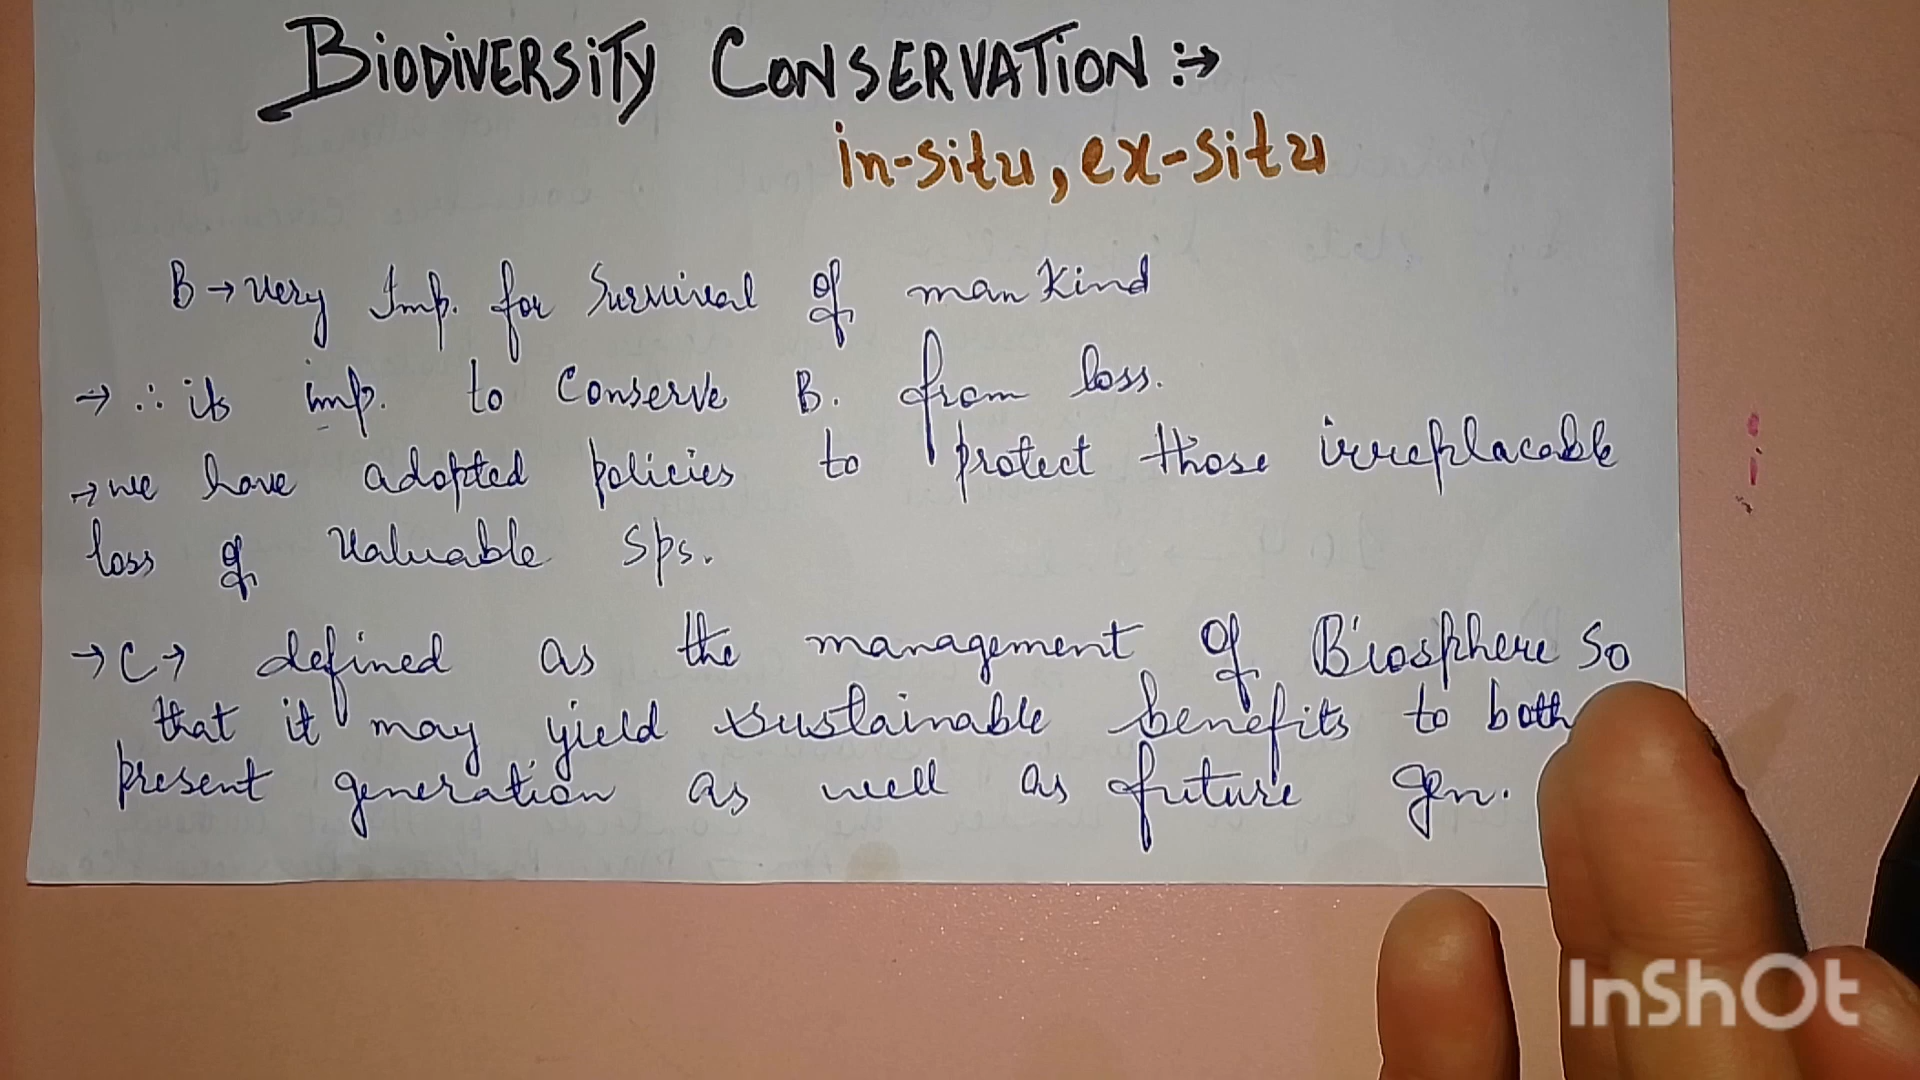 BIODIVERSITY CONSERVATION :→
in-situ, ex-situ
B → very Imp. for Survival of man Kind
→ ∴ its imp. to Conserve B. from loss.
→ we have adopted policies to protect those irreplacable
loss of Valuable Sps.
→ C → defined as the management of Biosphere So
that it may yield sustainable benefits to both
present generation as well as future gen.
InShOt